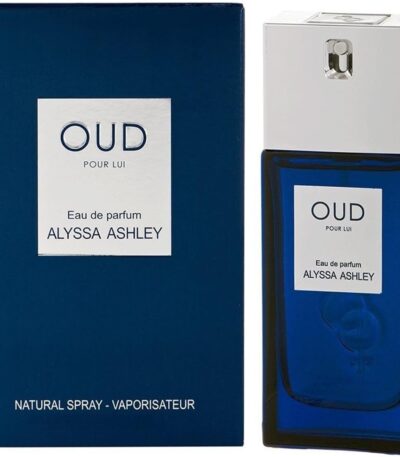 OUD
POUR LUI
Eau de parfum
ALYSSA ASHLEY
NATURAL SPRAY - VAPORISATEUR
OUD
POUR LUI
Eau de parfum
ALYSSA ASHLEY